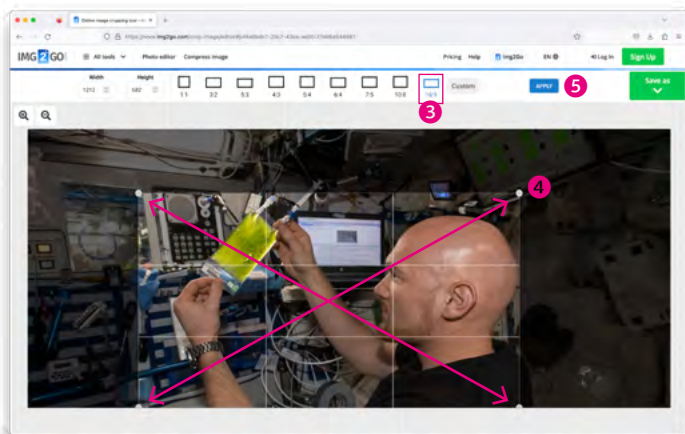 Online image cropping tool
IMG2GO All tools Photo editor Compress image Pricing Help img2Go EN Log In Sign Up
Width Height
1212 682 1:1 3:2 5:3 4:3 5:4 6:4 7:5 10:8 16:9 Custom APPLY 5 Save as
3
4